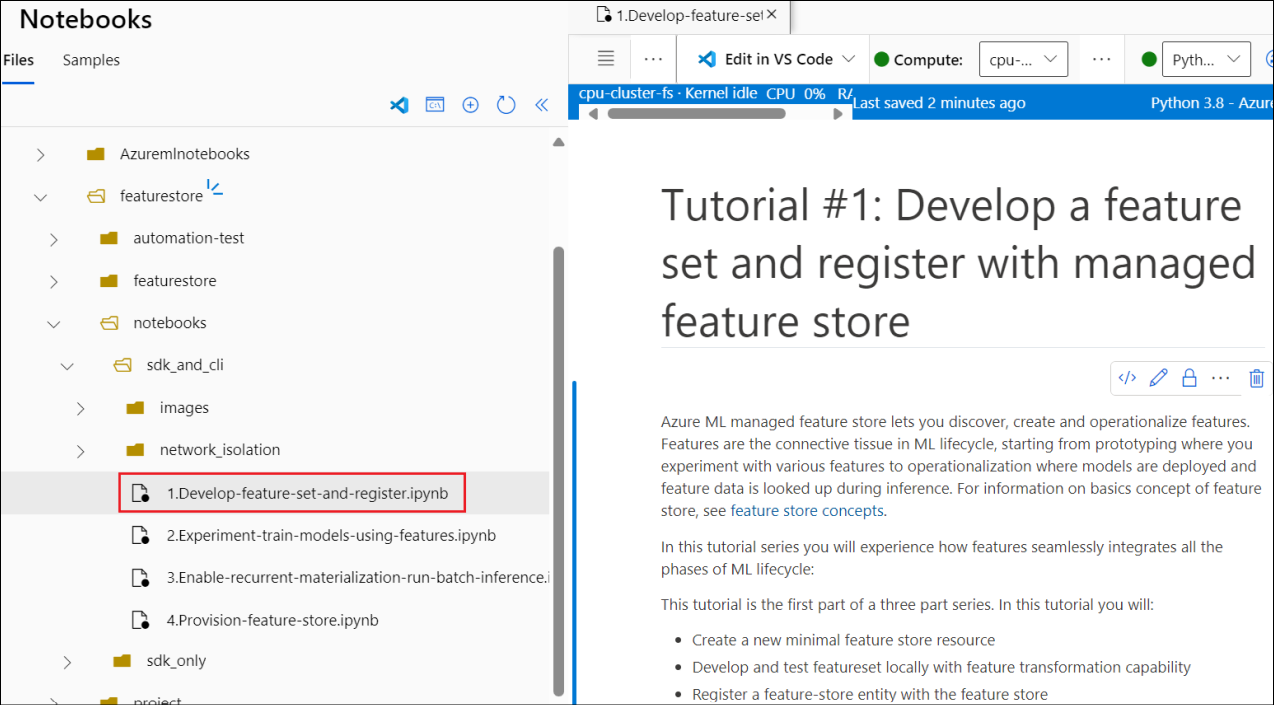 Notebooks
Files Samples
AzuremInotebooks
featurestore
automation-test
featurestore
notebooks
sdk_and_cli
images
network_isolation
1.Develop-feature-set-and-register.ipynb
2.Experiment-train-models-using-features.ipynb
3.Enable-recurrent-materialization-run-batch-inference.i
4.Provision-feature-store.ipynb
sdk_only
project
1.Develop-feature-set
Edit in VS Code Compute: cpu-... Pyth...
cpu-cluster-fs · Kernel idle CPU 0% RA
Last saved 2 minutes ago Python 3.8 - Azure
Tutorial #1: Develop a feature
set and register with managed
feature store
Azure ML managed feature store lets you discover, create and operationalize features.
Features are the connective tissue in ML lifecycle, starting from prototyping where you
experiment with various features to operationalization where models are deployed and
feature data is looked up during inference. For information on basics concept of feature
store, see feature store concepts.
In this tutorial series you will experience how features seamlessly integrates all the
phases of ML lifecycle:
This tutorial is the first part of a three part series. In this tutorial you will:
• Create a new minimal feature store resource
• Develop and test featureset locally with feature transformation capability
• Register a feature-store entity with the feature store